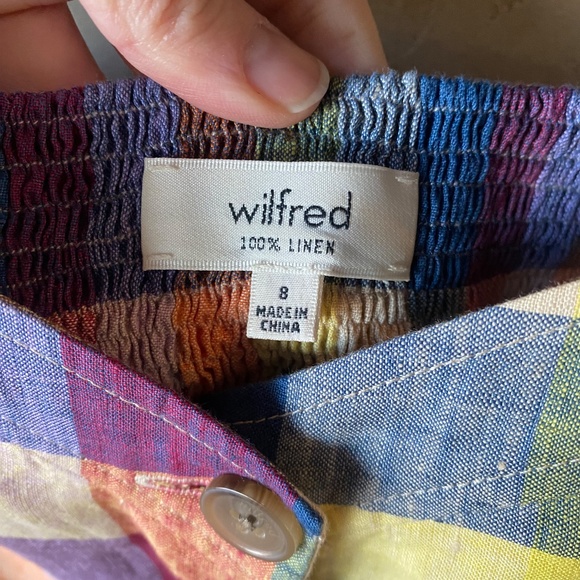 wilfred
100% LINEN
8
MADE IN
CHINA